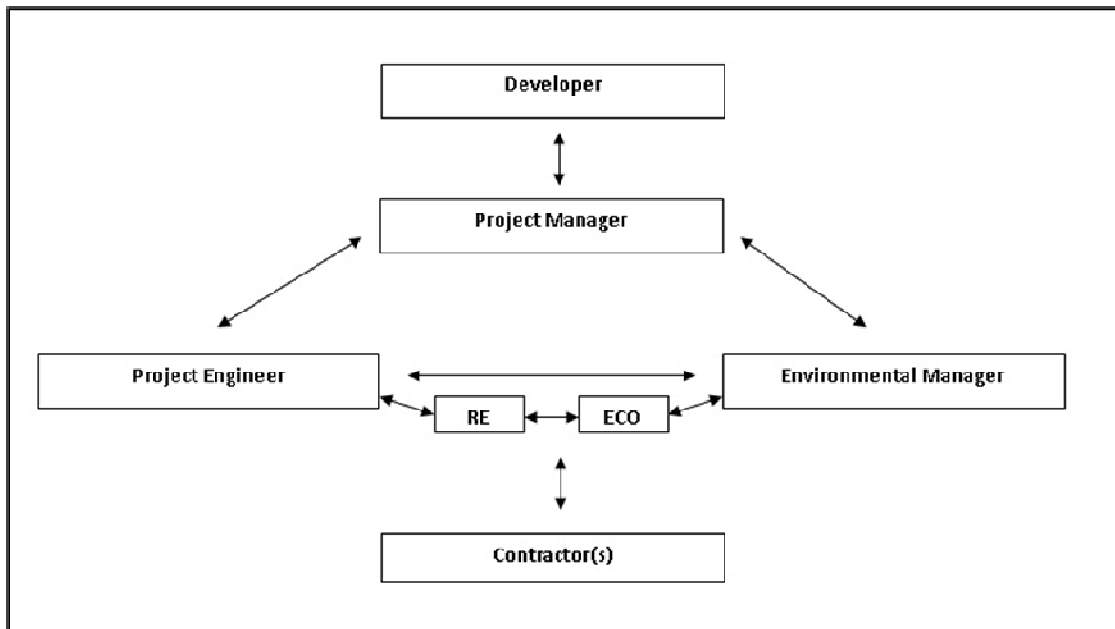 Developer
Project Manager
Project Engineer
Environmental Manager
RE
ECO
Contractor(s)